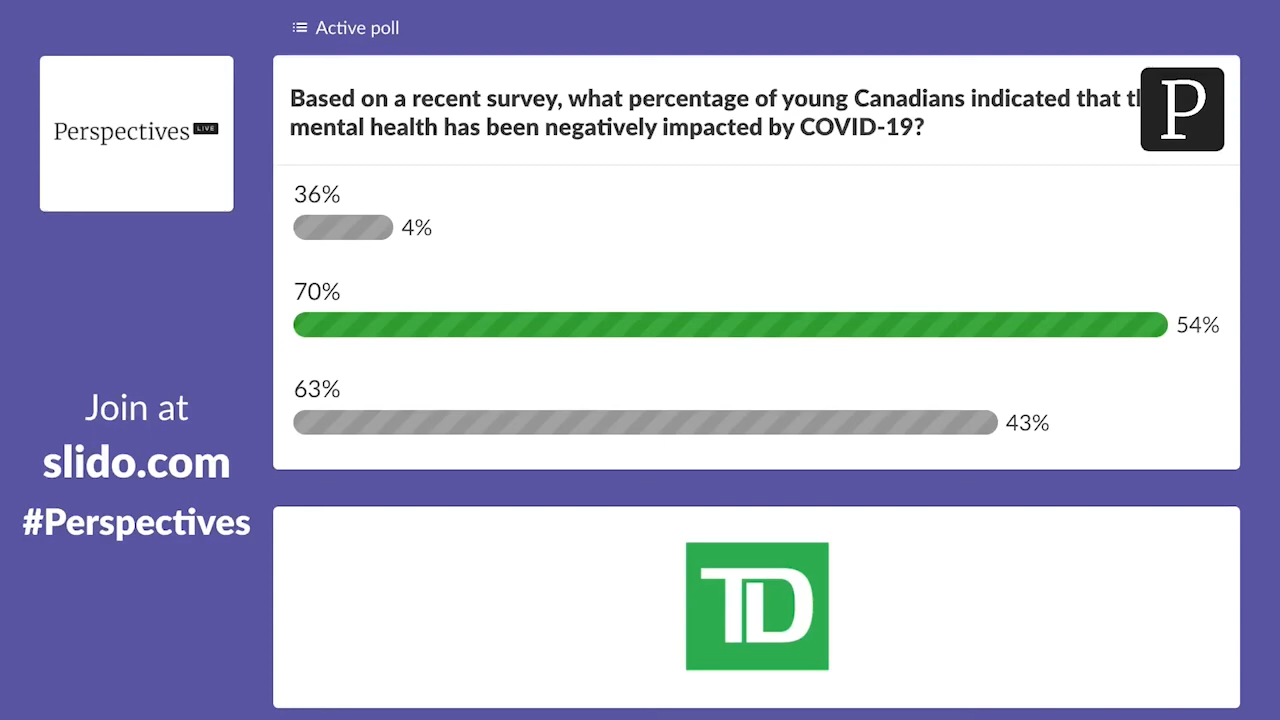 Active poll
Perspectives LIVE
Based on a recent survey, what percentage of young Canadians indicated that
mental health has been negatively impacted by COVID-19?
P
36%
4%
70%
54%
63%
43%
Join at
slido.com
#Perspectives
TD